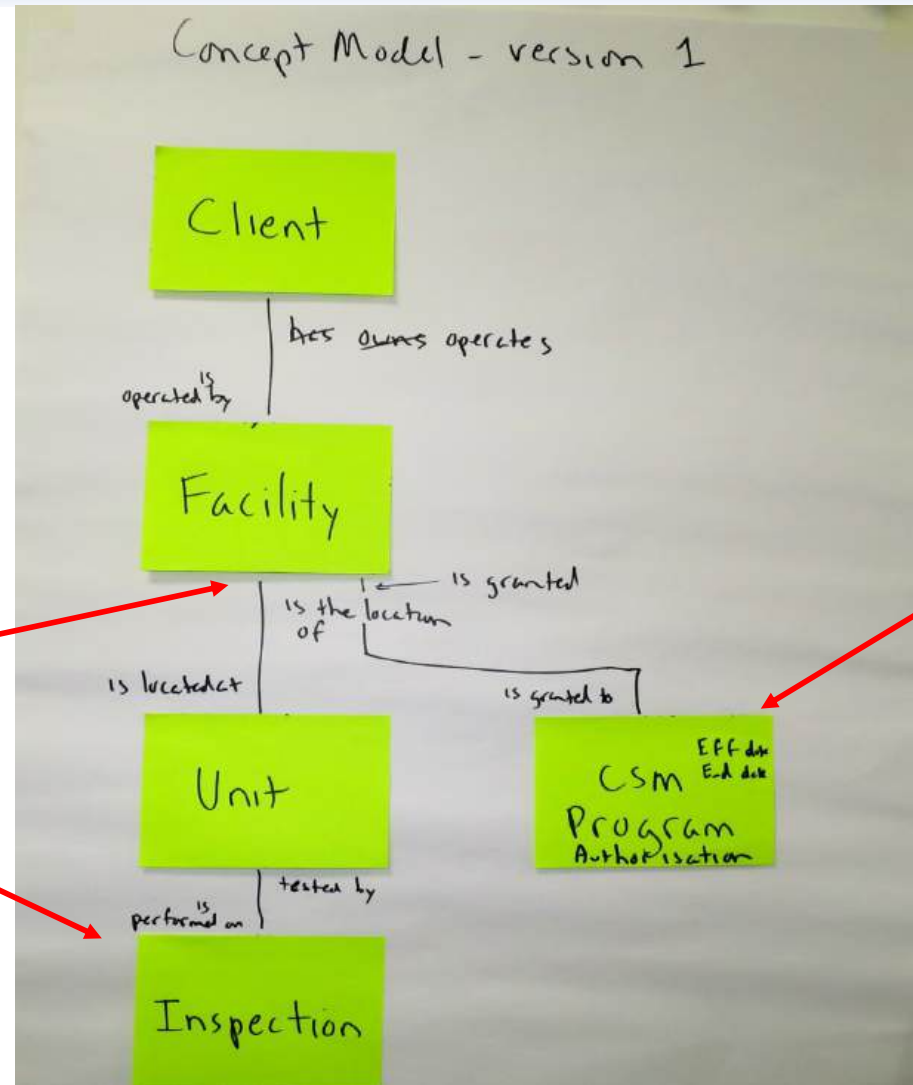 Concept Model - version 1
Client
has owns operates
is
operated by
Facility
is granted
is the location
of
is located at
is granted to
Unit
CSM
Eff date
End date
Program
Authorisation
tested by
is
performed on
Inspection